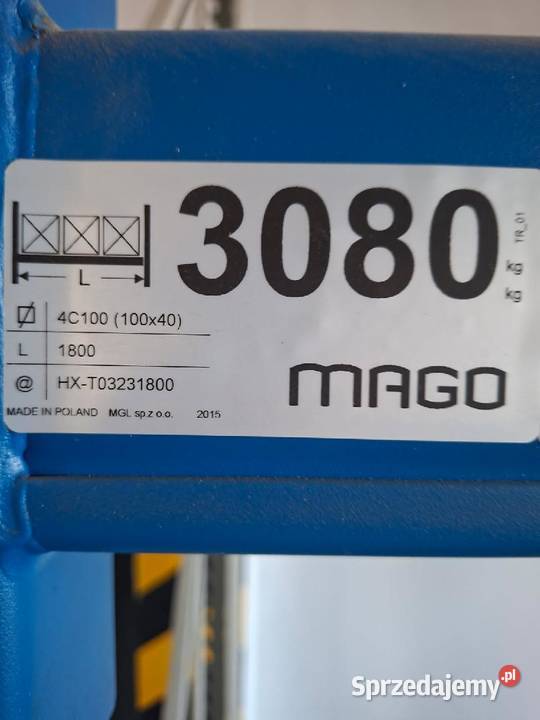 3080
kg
kg
TR_01
L
4C100 (100x40)
L 1800
@ HX-T03231800
MAGO
MADE IN POLAND MGL sp.z o.o. 2015
Sprzedajemy.pl